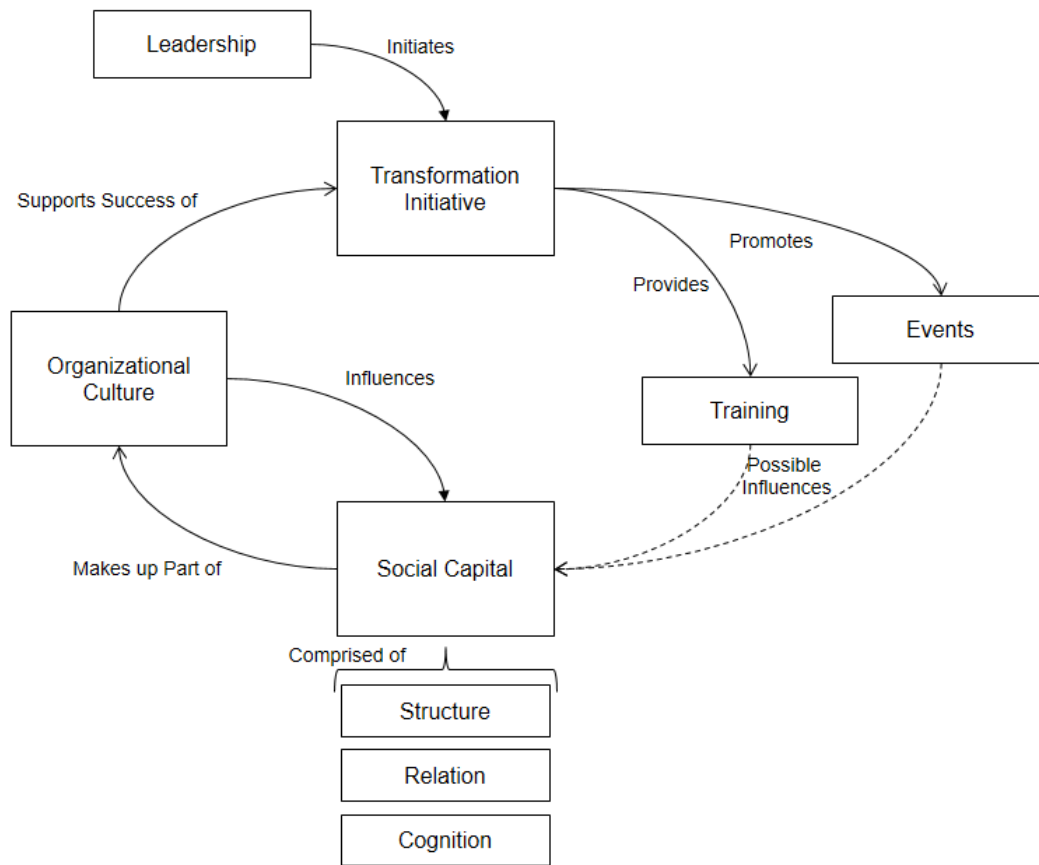 Leadership
Initiates
Transformation
Initiative
Supports Success of
Promotes
Provides
Events
Organizational
Culture
Influences
Training
Possible
Influences
Social Capital
Makes up Part of
Comprised of
Structure
Relation
Cognition